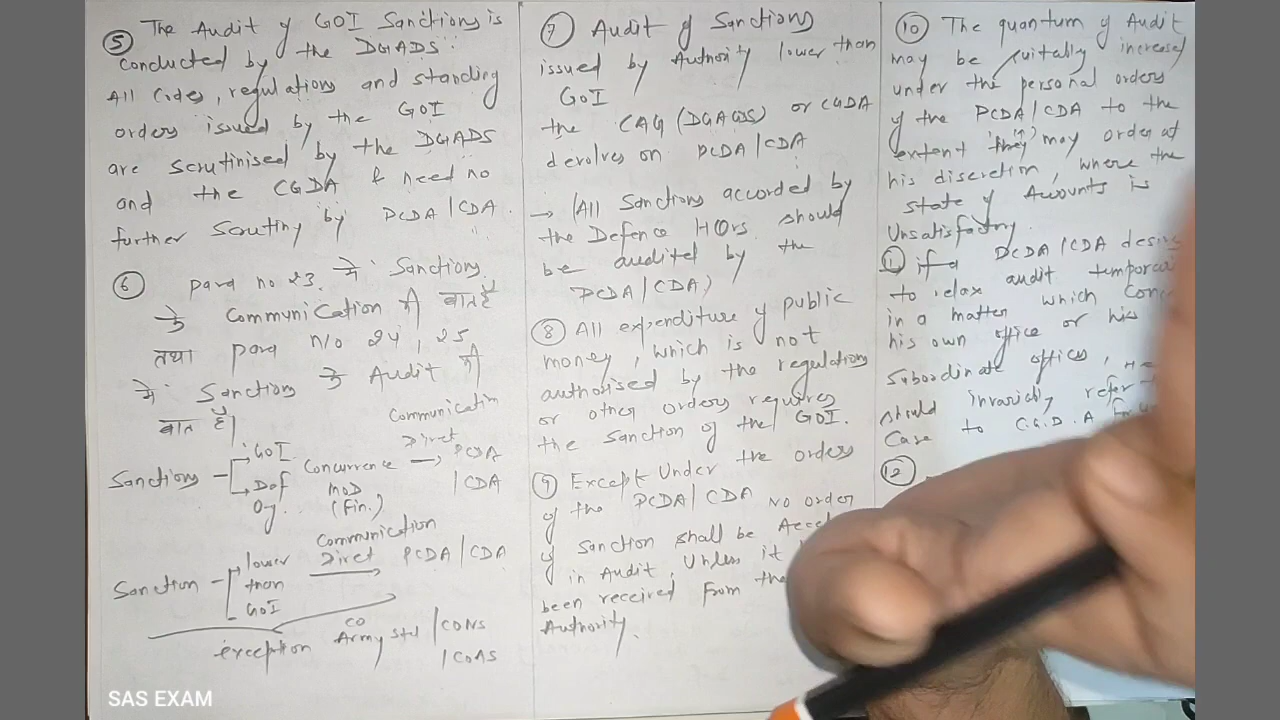 ⑤ The Audit of GOI Sanctions is
conducted by the DGADS.
All Codes, regulations and standing
orders issued by the GOI
are scrutinised by the DGADS
and the CGDA & need no
further scrutiny by PCDA/CDA.
⑥ para no 23. में Sanctions
के Communication की बात है
तथा para n/o 24, 25
में Sanctions के Audit की
बात है।
Communication
Sanctions GOI Concurrence Direct → PCDA
Def MOD /CDA
(Fin.)
Communication
Sanction lower Direct PCDA/CDA
than
GOI
CO
exception Army Std /CONS
/COAS
⑦ Audit of Sanctions
issued by Authority lower than
GOI
the CAG (DGADS) or CGDA
devolves on PCDA/CDA
→ (All Sanctions accorded by
the Defence HQrs. should
be audited by the
PCDA/CDA)
⑧ All expenditure of public
money, which is not
authorised by the regulations
or other orders requires
the sanction of the GOI.
⑨ Except Under the orders
of the PCDA/CDA no order
of sanction shall be
in Audit, Unless it
been received from the
Authority.
⑩ The quantum of Audit
may be suitably increased
under the personal orders
of the PCDA/CDA to the
extent they may order at
his discretion, where the
state of Accounts is
Unsatisfactory.
⑪ if a PCDA/CDA
to relax audit
in a matter which
his own office or his
Subordinate offices,
should invariably refer
Case to C.G.D.A
⑫
SAS EXAM